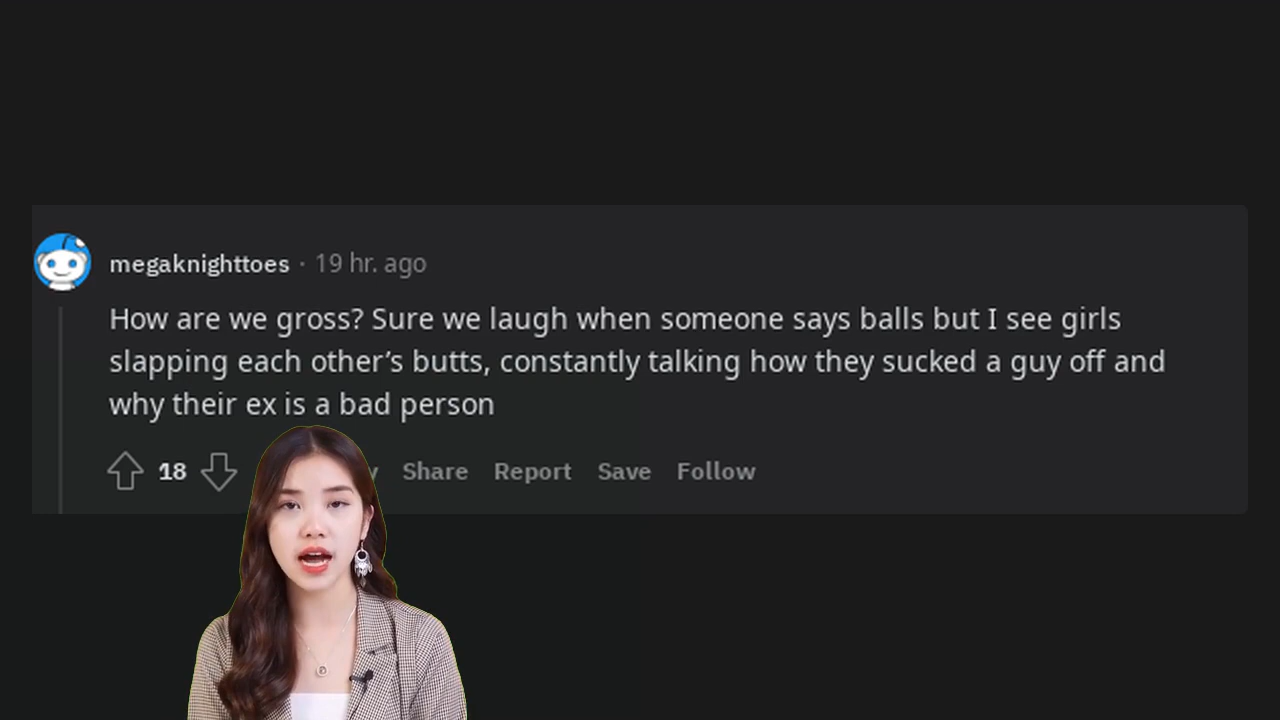 megaknighttoes · 19 hr. ago
How are we gross? Sure we laugh when someone says balls but I see girls
slapping each other’s butts, constantly talking how they sucked a guy off and
why their ex is a bad person
18 Share Report Save Follow